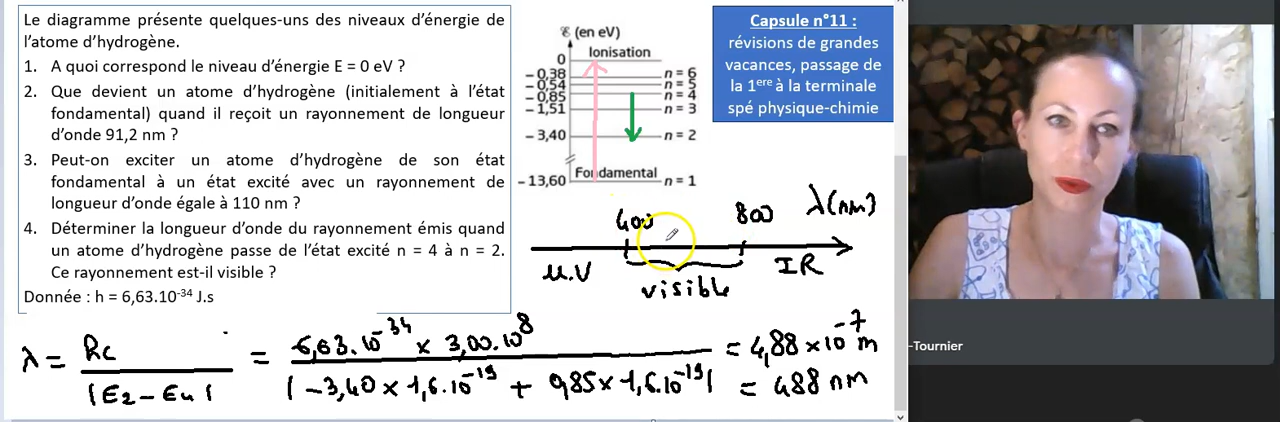 Le diagramme présente quelques-uns des niveaux d'énergie de
l'atome d'hydrogène.
1. A quoi correspond le niveau d'énergie E = 0 eV ?
2. Que devient un atome d'hydrogène (initialement à l'état
fondamental) quand il reçoit un rayonnement de longueur
d'onde 91,2 nm ?
3. Peut-on exciter un atome d'hydrogène de son état
fondamental à un état excité avec un rayonnement de
longueur d'onde égale à 110 nm ?
4. Déterminer la longueur d'onde du rayonnement émis quand
un atome d'hydrogène passe de l'état excité n = 4 à n = 2.
Ce rayonnement est-il visible ?
Donnée : h = 6,63.10⁻³⁴ J.s
ℰ (en eV)
Ionisation
0
– 0,38 n = 6
– 0,54 n = 5
– 0,85 n = 4
– 1,51 n = 3
– 3,40 n = 2
Fondamental
– 13,60 n = 1
Capsule n°11 :
révisions de grandes
vacances, passage de
la 1ere à la terminale
spé physique-chimie
400 800 λ(nm)
u.V visible IR
λ = hc / |E2 – E4| = 6,63.10⁻³⁴ × 3,00.10⁸ / |–3,40 × 1,6.10⁻¹⁹ + 0,85 × 1,6.10⁻¹⁹| = 4,88 × 10⁻⁷ m
= 488 nm
-Tournier